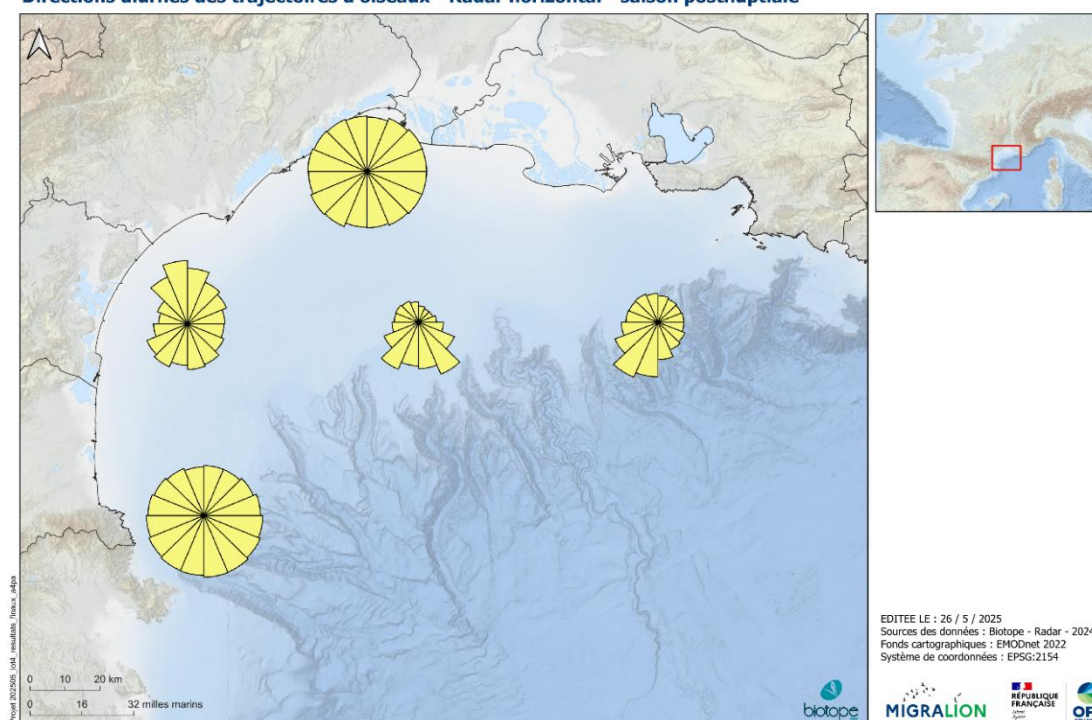 Directions diurnes des trajectoires d'oiseaux - Radar horizontal - saison postnuptiale
0 10 20 km
0 16 32 milles marins
biotope
EDITEE LE : 26 / 5 / 2025
Sources des données : Biotope - Radar - 2024
Fonds cartographiques : EMODnet 2022
Système de coordonnées : EPSG:2154
MIGRALION
RÉPUBLIQUE
FRANÇAISE